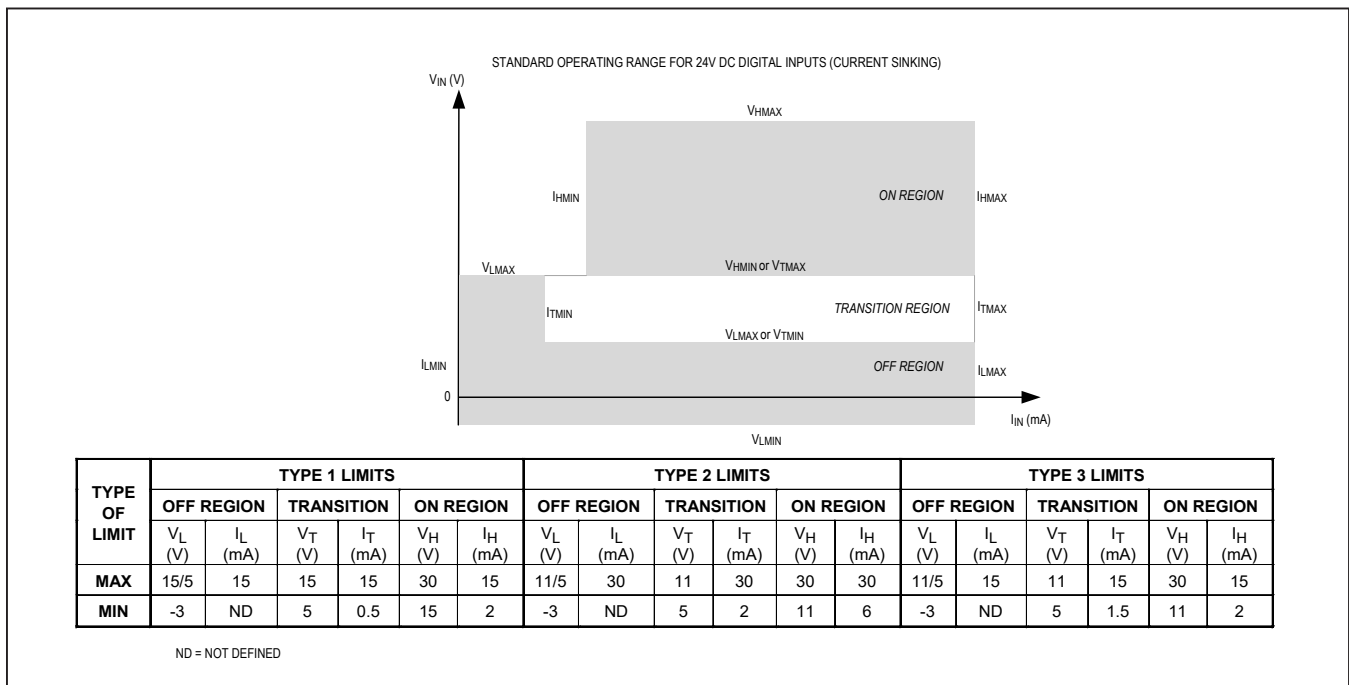 STANDARD OPERATING RANGE FOR 24V DC DIGITAL INPUTS (CURRENT SINKING)
VIN (V)
VHMAX
IHMIN
ON REGION
IHMAX
VLMAX
VHMIN or VTMAX
ITMIN
TRANSITION REGION
ITMAX
VLMAX or VTMIN
ILMIN
OFF REGION
ILMAX
0
IIN (mA)
VLMIN
TYPE OF LIMIT | TYPE 1 LIMITS | TYPE 2 LIMITS | TYPE 3 LIMITS
OFF REGION | TRANSITION | ON REGION | OFF REGION | TRANSITION | ON REGION | OFF REGION | TRANSITION | ON REGION
VL (V) | IL (mA) | VT (V) | IT (mA) | VH (V) | IH (mA) | VL (V) | IL (mA) | VT (V) | IT (mA) | VH (V) | IH (mA) | VL (V) | IL (mA) | VT (V) | IT (mA) | VH (V) | IH (mA)
MAX | 15/5 | 15 | 15 | 15 | 30 | 15 | 11/5 | 30 | 11 | 30 | 30 | 30 | 11/5 | 15 | 11 | 15 | 30 | 15
MIN | -3 | ND | 5 | 0.5 | 15 | 2 | -3 | ND | 5 | 2 | 11 | 6 | -3 | ND | 5 | 1.5 | 11 | 2
ND = NOT DEFINED